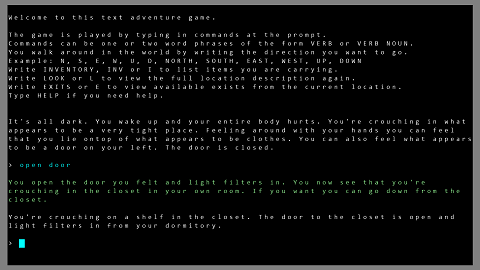 Welcome to this text adventure game.
The game is played by typing in commands at the prompt.
Commands can be one or two word phrases of the form VERB or VERB NOUN.
You walk around in the world by writing the direction you want to go.
Example: N, S, E, W, U, D, NORTH, SOUTH, EAST, WEST, UP, DOWN
Write INVENTORY, INV or I to list items you are carrying.
Write LOOK or L to view the full location description again.
Write EXITS or E to view available exists from the current location.
Type HELP if you need help.
It's all dark. You wake up and your entire body hurts. You're crouching in what
appears to be a very tight place. Feeling around with your hands you can feel
that you lie ontop of what appears to be clothes. You can also feel what appears
to be a door on your left. The door is closed.
> open door
You open the door you felt and light filters in. You now see that you're
crouching in the closet in your own room. If you want you can go down from the
closet.
You're crouching on a shelf in the closet. The door to the closet is open and
light filters in from your dormitory.
>